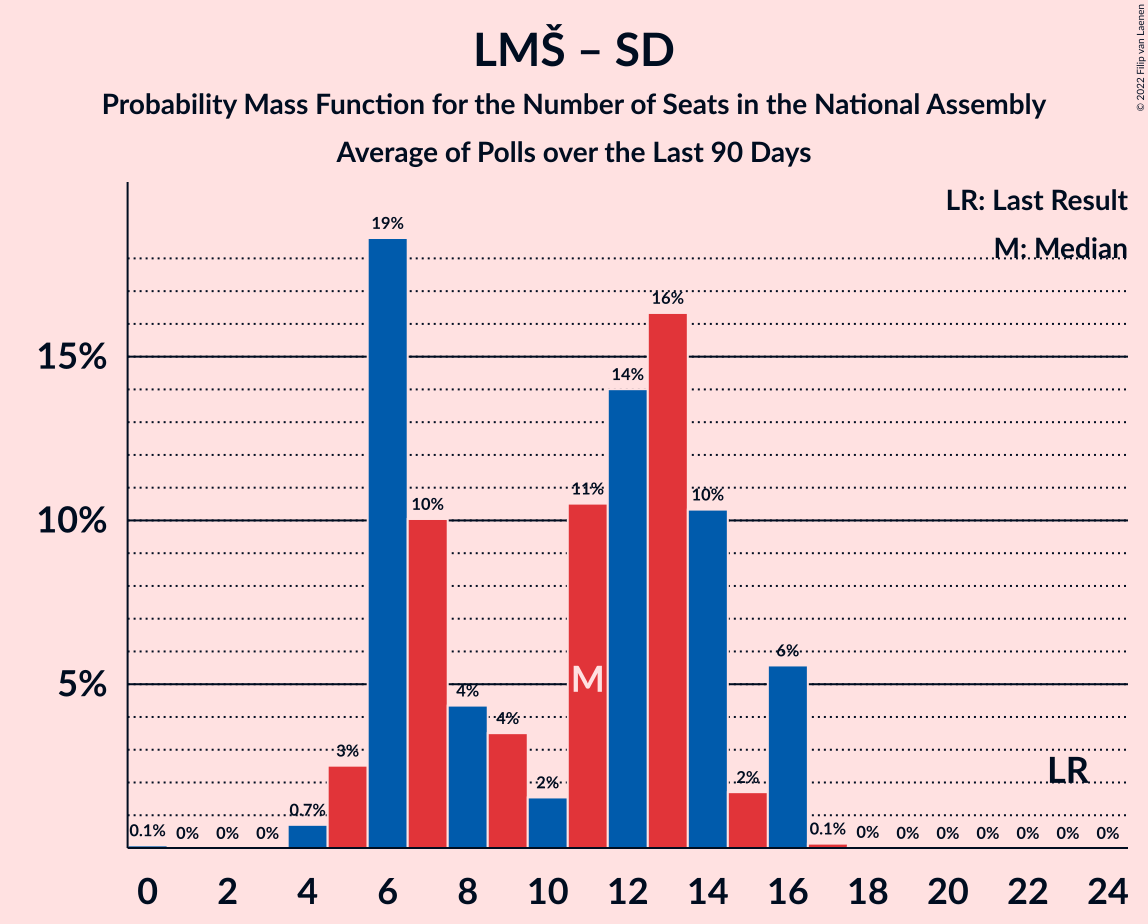 LMŠ – SD
Probability Mass Function for the Number of Seats in the National Assembly
Average of Polls over the Last 90 Days
© 2022 Filip van Laenen
LR: Last Result
M: Median
15%
10%
5%
0.1% 0% 0% 0% 0.7% 3% 19% 10% 4% 4% 2% 11% 14% 16% 10% 2% 6% 0.1% 0% 0% 0% 0% 0% 0% 0%
M
LR
0 2 4 6 8 10 12 14 16 18 20 22 24